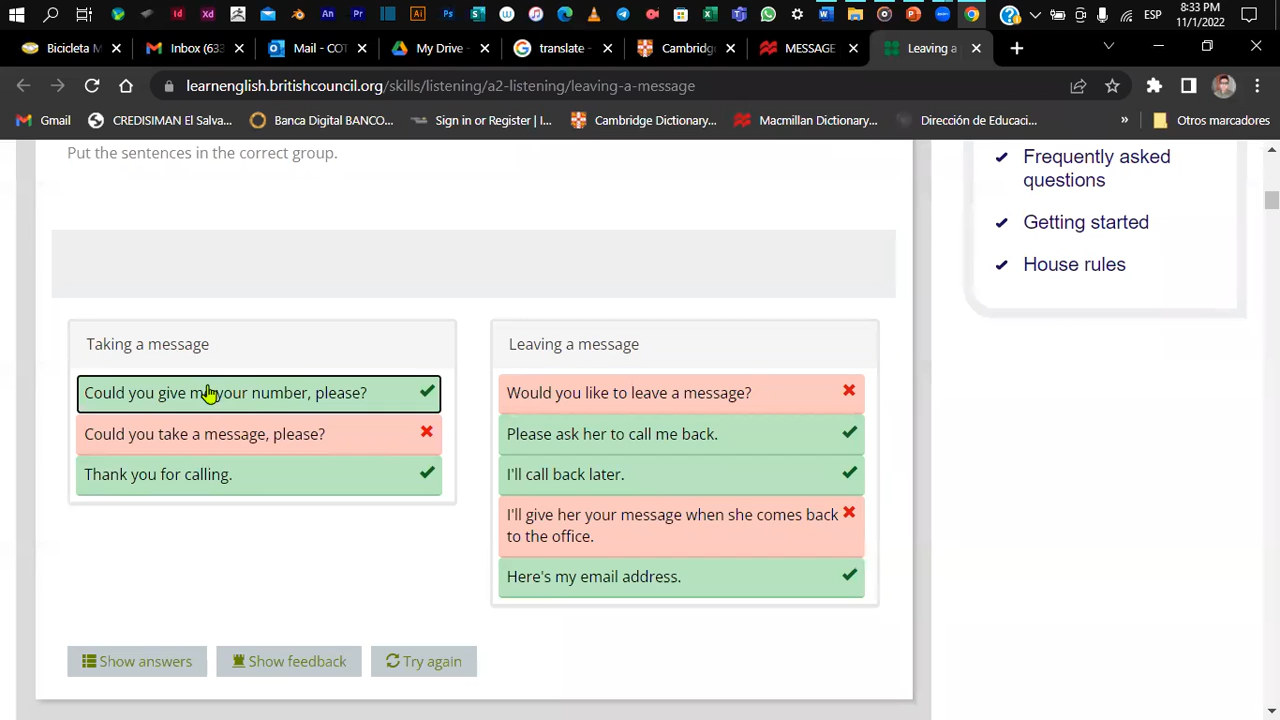 8:33 PM
ESP
11/1/2022
Bicicleta M
Inbox (633
Mail - COT
My Drive -
translate -
Cambridg
MESSAGE
Leaving a
learnenglish.britishcouncil.org/skills/listening/a2-listening/leaving-a-message
Gmail
CREDISIMAN El Salva...
Banca Digital BANCO...
Sign in or Register | I...
Cambridge Dictionary...
Macmillan Dictionary...
Dirección de Educaci...
Otros marcadores
Put the sentences in the correct group.
Taking a message
Could you give me your number, please?
Could you take a message, please?
Thank you for calling.
Leaving a message
Would you like to leave a message?
Please ask her to call me back.
I'll call back later.
I'll give her your message when she comes back
to the office.
Here's my email address.
Show answers
Show feedback
Try again
Frequently asked
questions
Getting started
House rules